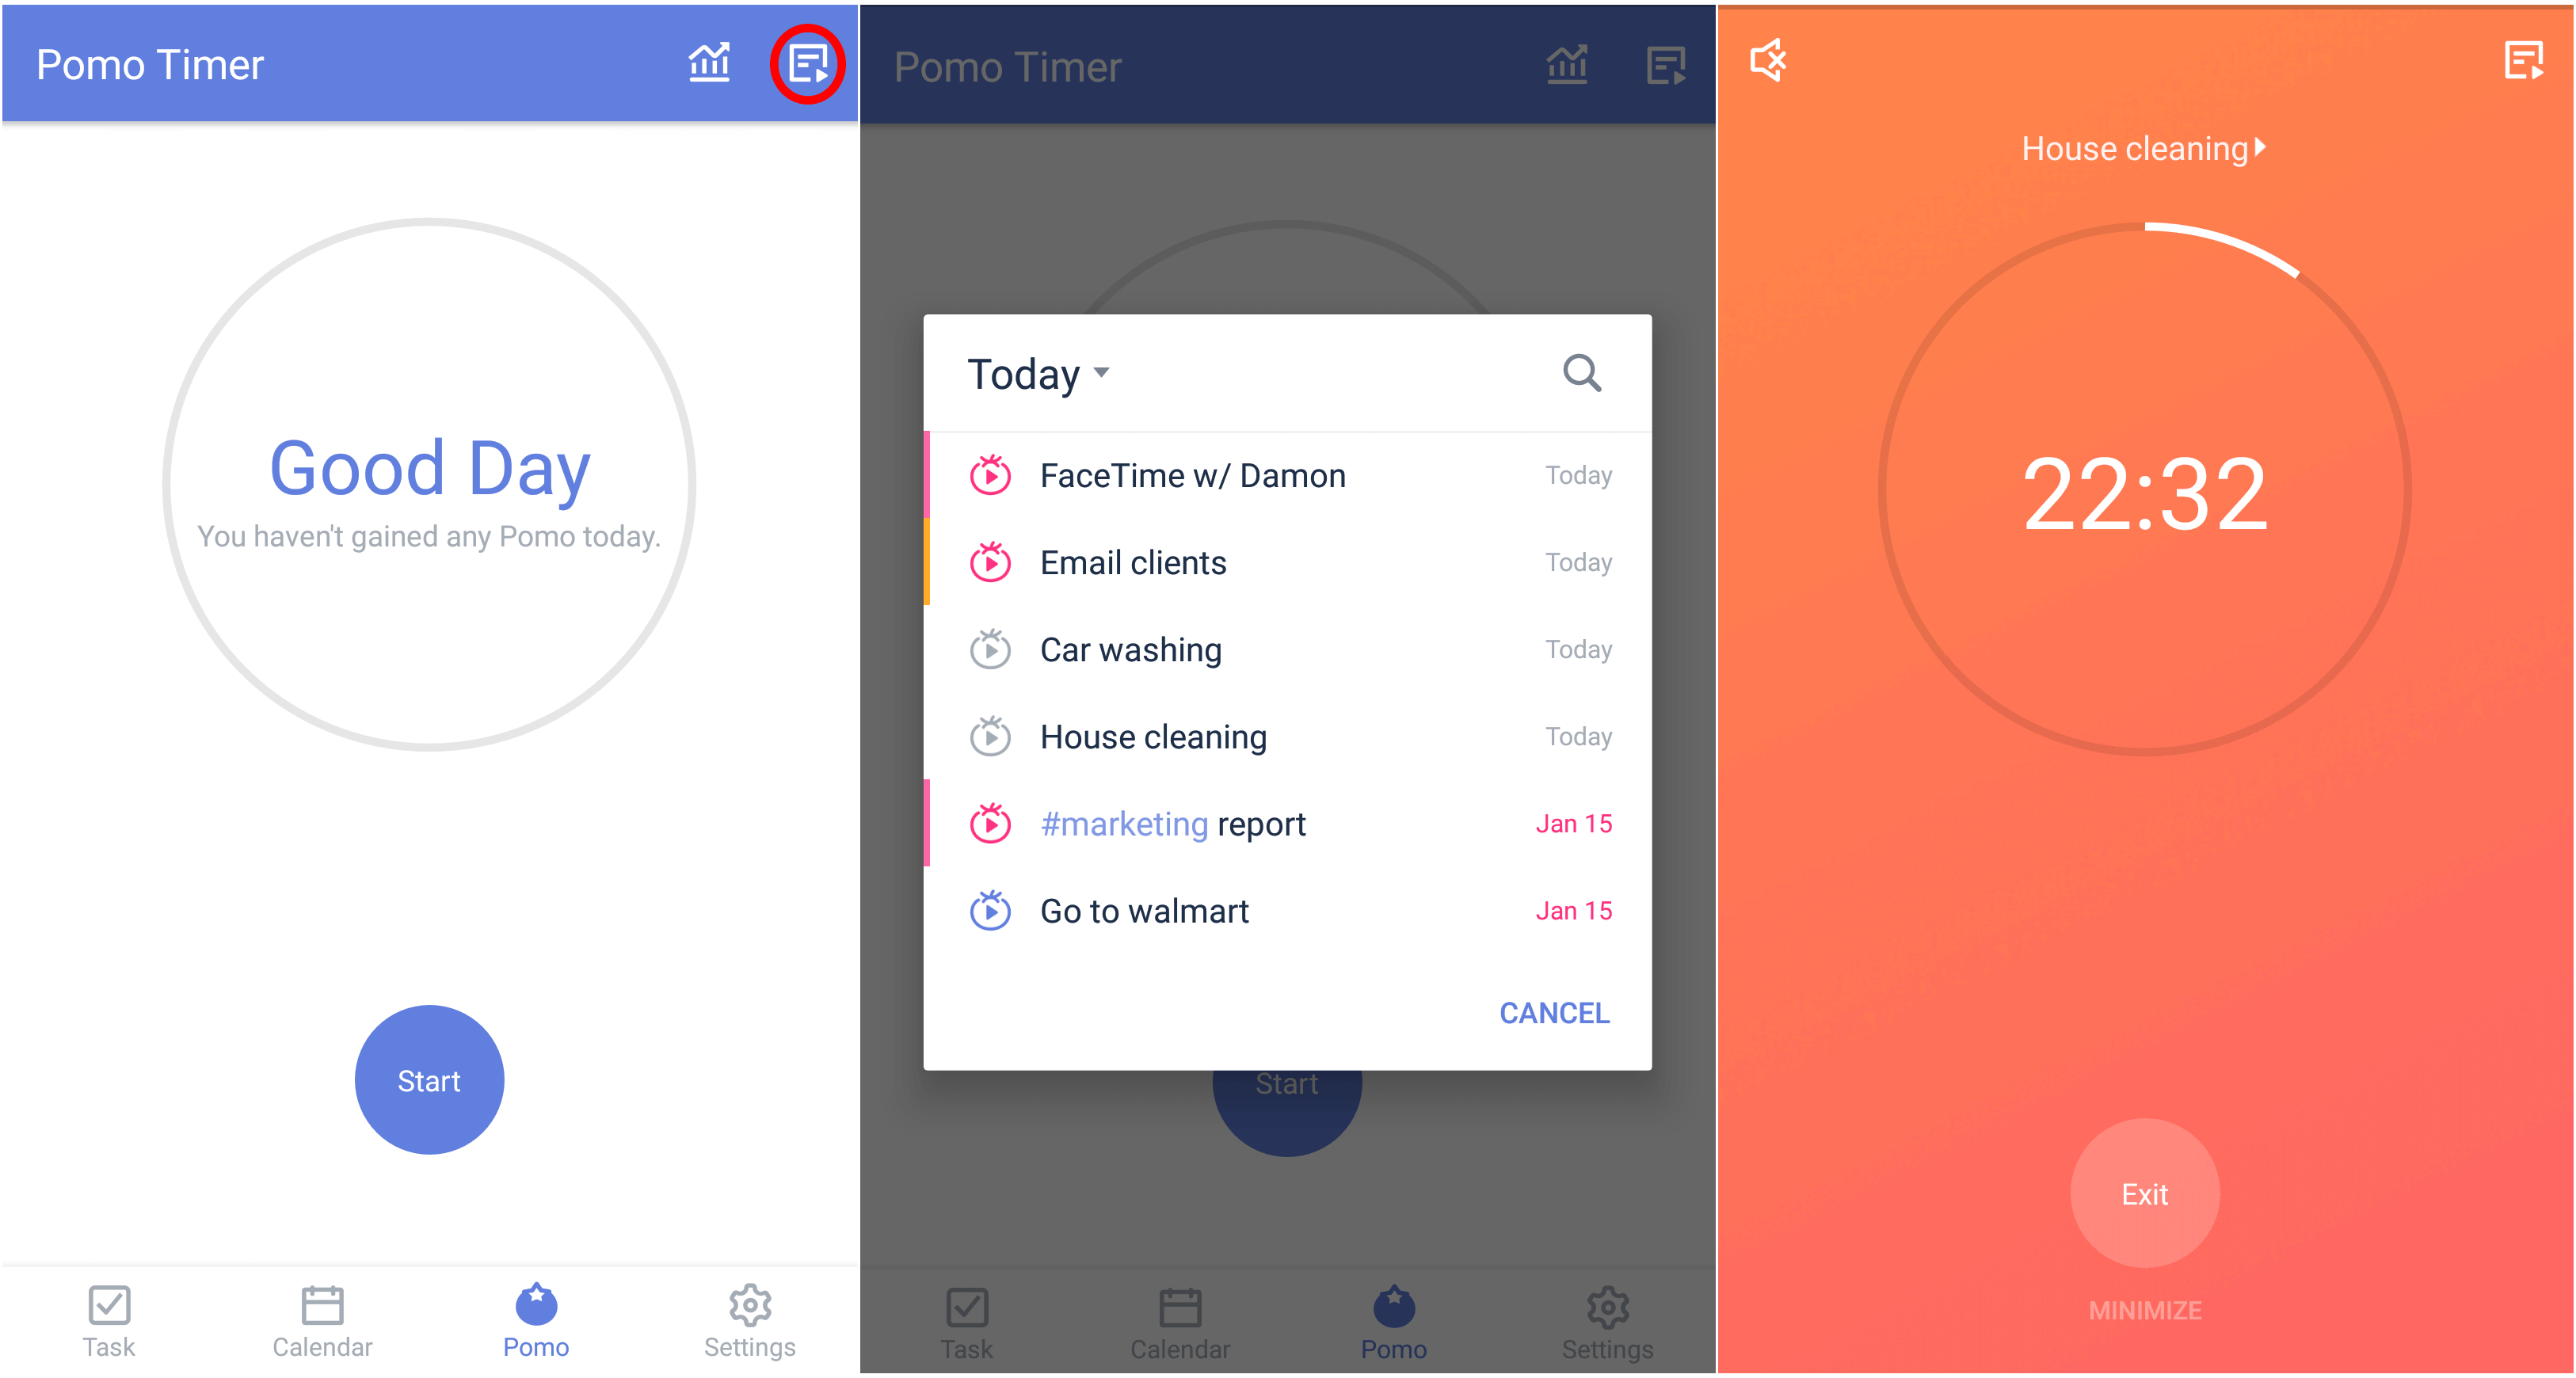 Pomo Timer
Good Day
You haven't gained any Pomo today.
Start
Task Calendar Pomo Settings
Pomo Timer
Today
FaceTime w/ Damon Today
Email clients Today
Car washing Today
House cleaning Today
#marketing report Jan 15
Go to walmart Jan 15
CANCEL
Start
Task Calendar Pomo Settings
House cleaning
22:32
Exit
MINIMIZE